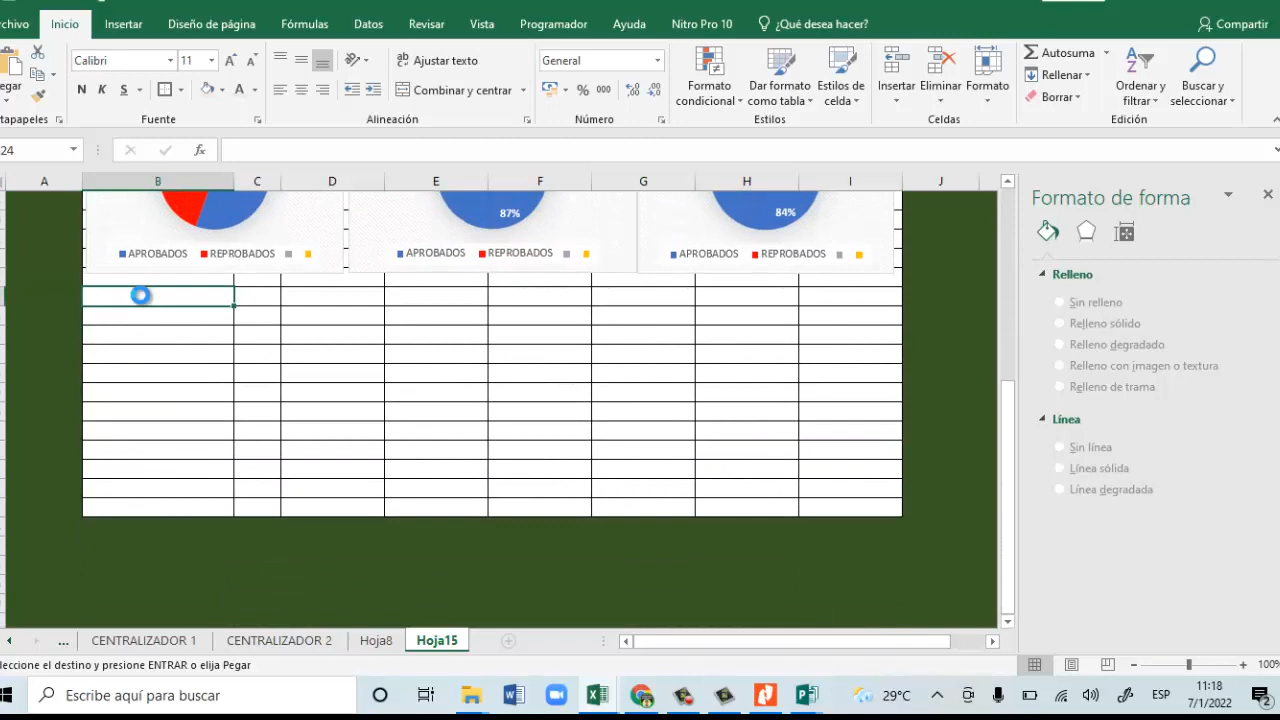 rchivo Inicio Insertar Diseño de página Fórmulas Datos Revisar Vista Programador Ayuda Nitro Pro 10 ¿Qué desea hacer? Compartir
Calibri 11 Ajustar texto General Autosuma
Rellenar
egar N K S Combinar y centrar % 000 Formato condicional Dar formato como tabla Estilos de celda Insertar Eliminar Formato Borrar Ordenar y filtrar Buscar y seleccionar
tapapeles Fuente Alineación Número Estilos Celdas Edición
24 fx
A B C D E F G H I J
Formato de forma
87% 84%
APROBADOS REPROBADOS APROBADOS REPROBADOS APROBADOS REPROBADOS
Relleno
Sin relleno
Relleno sólido
Relleno degradado
Relleno con imagen o textura
Relleno de trama
Línea
Sin línea
Línea sólida
Línea degradada
... CENTRALIZADOR 1 CENTRALIZADOR 2 Hoja8 Hoja15
leccione el destino y presione ENTRAR o elija Pegar 100%
Escribe aquí para buscar 29°C ESP 11:18
7/1/2022 2